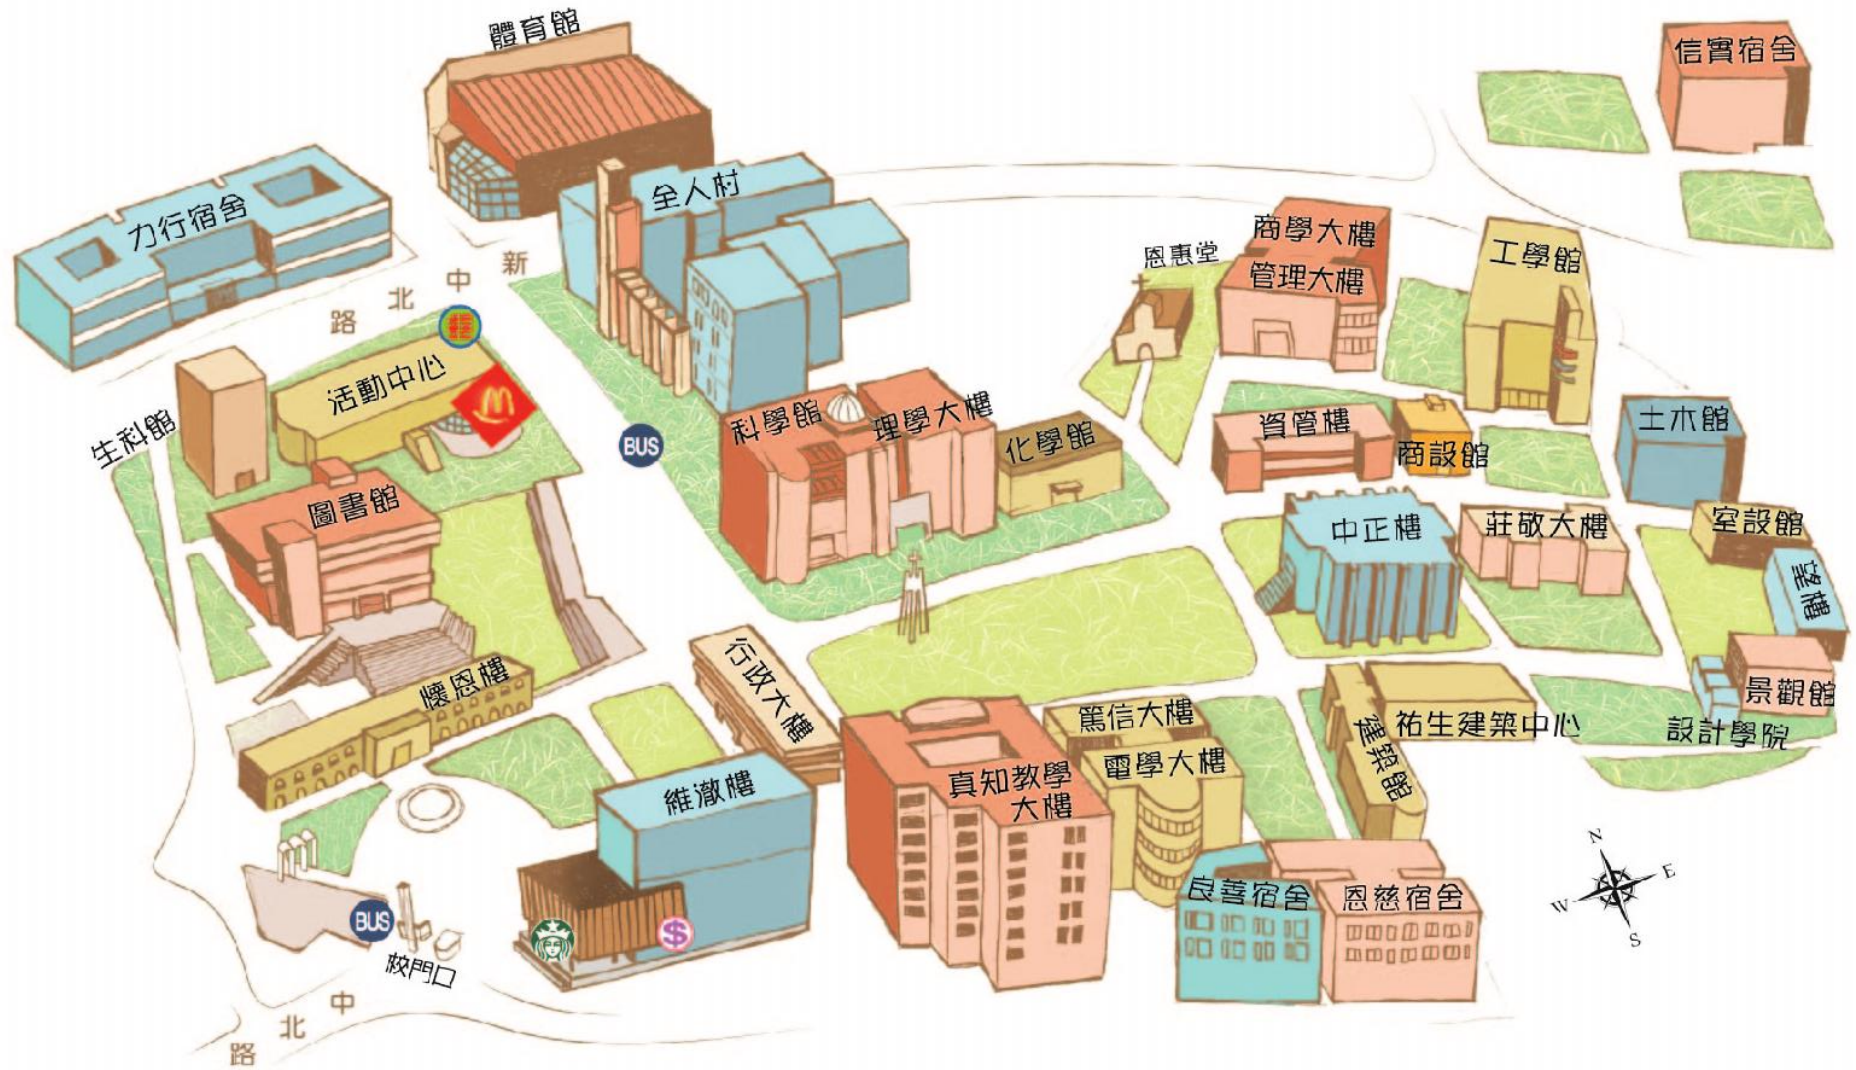 體育館
信實宿舍
力行宿舍
全人村
新中北路
恩惠堂
商學大樓
管理大樓
工學館
生科館
活動中心
BUS
科學館
理學大樓
化學館
資管樓
商設館
土木館
圖書館
中正樓
莊敬大樓
室設館
望樓
懷恩樓
行政大樓
景觀館
設計學院
篤信大樓
電學大樓
建築館
祐生建築中心
維澈樓
真知教學
大樓
良善宿舍
恩慈宿舍
N
E
W
S
BUS
$
校門口
中北路